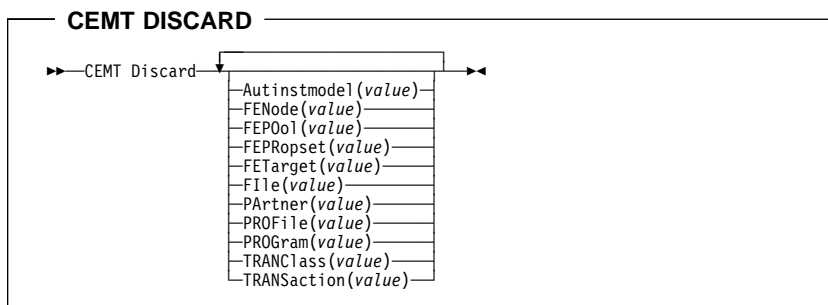 CEMT DISCARD
CEMT Discard
Autinstmodel(value)
FENode(value)
FEPOol(value)
FEPRopset(value)
FETarget(value)
FIle(value)
PArtner(value)
PROFile(value)
PROGram(value)
TRANClass(value)
TRANSaction(value)